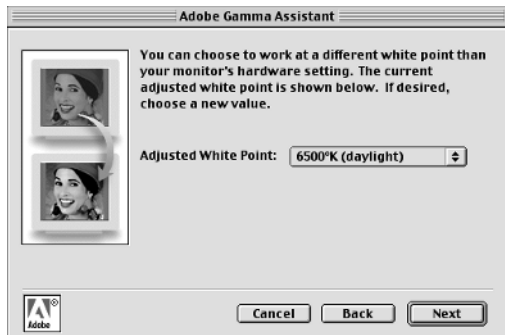 Adobe Gamma Assistant
You can choose to work at a different white point than
your monitor's hardware setting. The current
adjusted white point is shown below. If desired,
choose a new value.
Adjusted White Point: 6500°K (daylight)
Adobe
Cancel Back Next